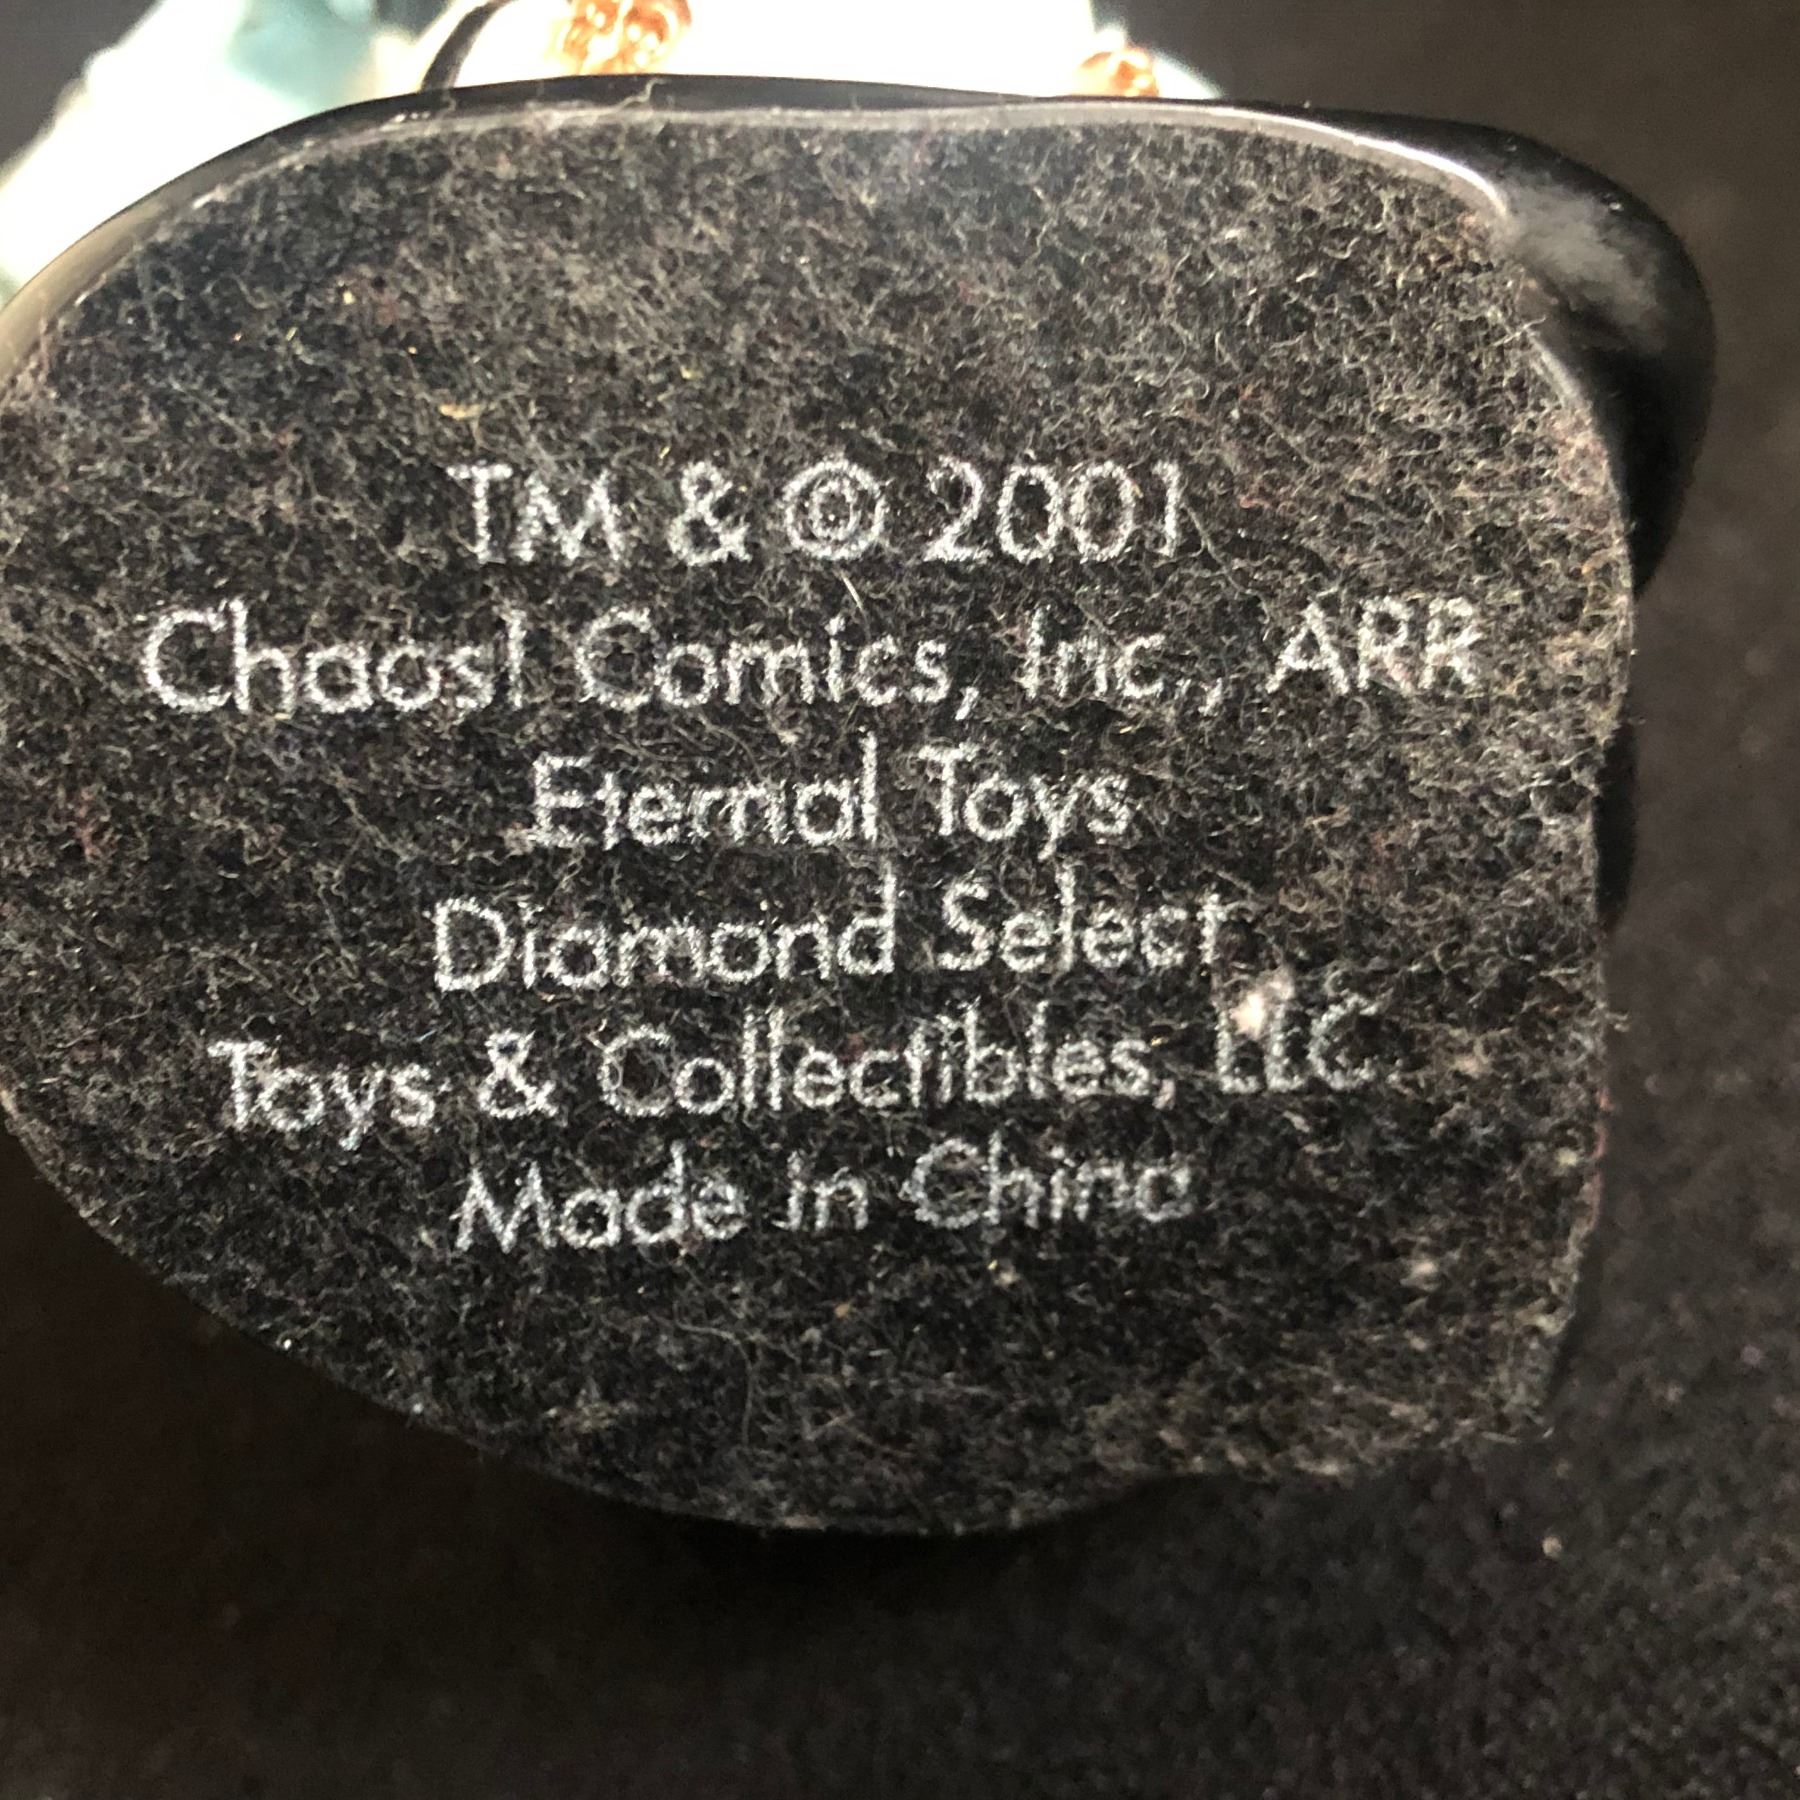 TM & © 2001
Chaos! Comics, Inc., ARR
Eternal Toys
Diamond Select
Toys & Collectibles, LLC
Made in China